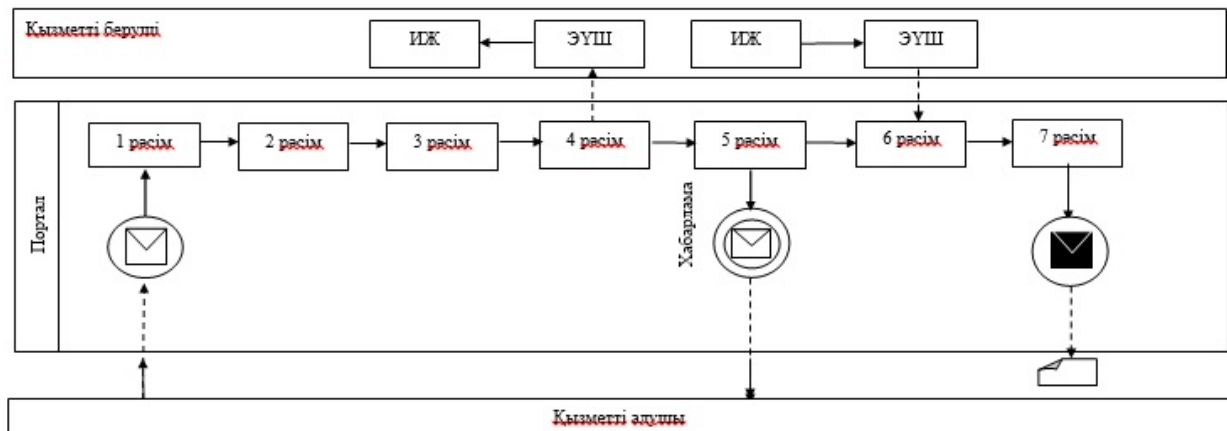 Қызметті беруші
ИЖ
ЭҮШ
ИЖ
ЭҮШ
Портал
1 рәсім
2 рәсім
3 рәсім
4 рәсім
5 рәсім
6 рәсім
7 рәсім
Хабарлама
Қызметті алушы